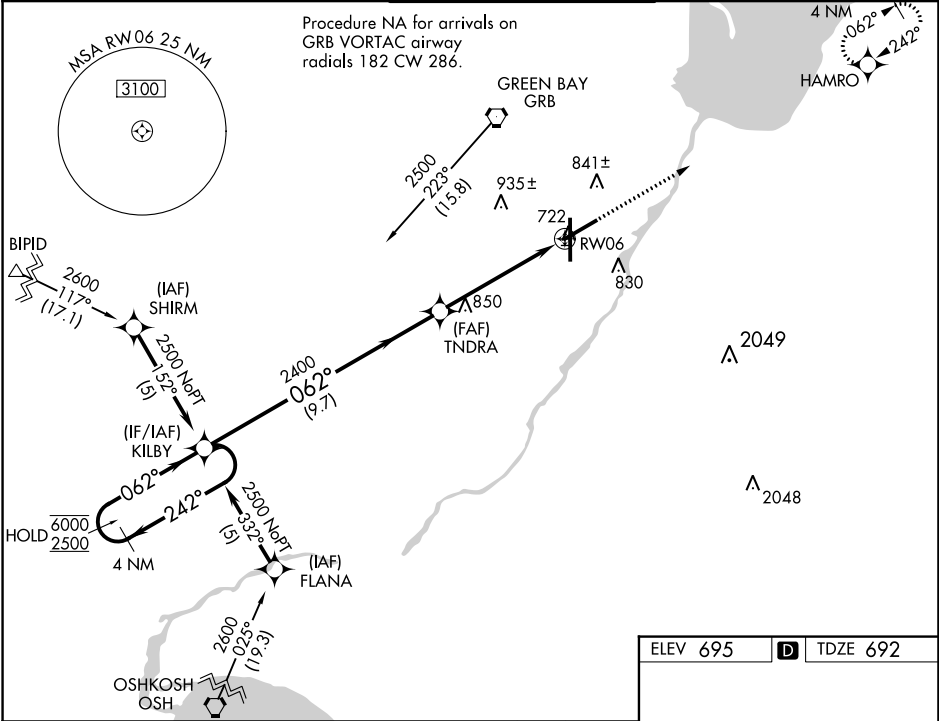 MSA RW06 25 NM
3100
Procedure NA for arrivals on
GRB VORTAC airway
radials 182 CW 286.
4 NM
062°
242°
HAMRO
GREEN BAY
GRB
2500
223°
(15.8)
935±
841±
722
RW06
830
BIPID
2600
117°
(17.1)
(IAF)
SHIRM
2500 NoPT
152°
(5)
850
(FAF)
TNDRA
2049
2400
062°
(9.7)
(IF/IAF)
KILBY
062°
242°
2048
HOLD
6000
2500
4 NM
2500 NoPT
332°
(5)
(IAF)
FLANA
2600
025°
(19.3)
OSHKOSH
OSH
ELEV 695
D
TDZE 692